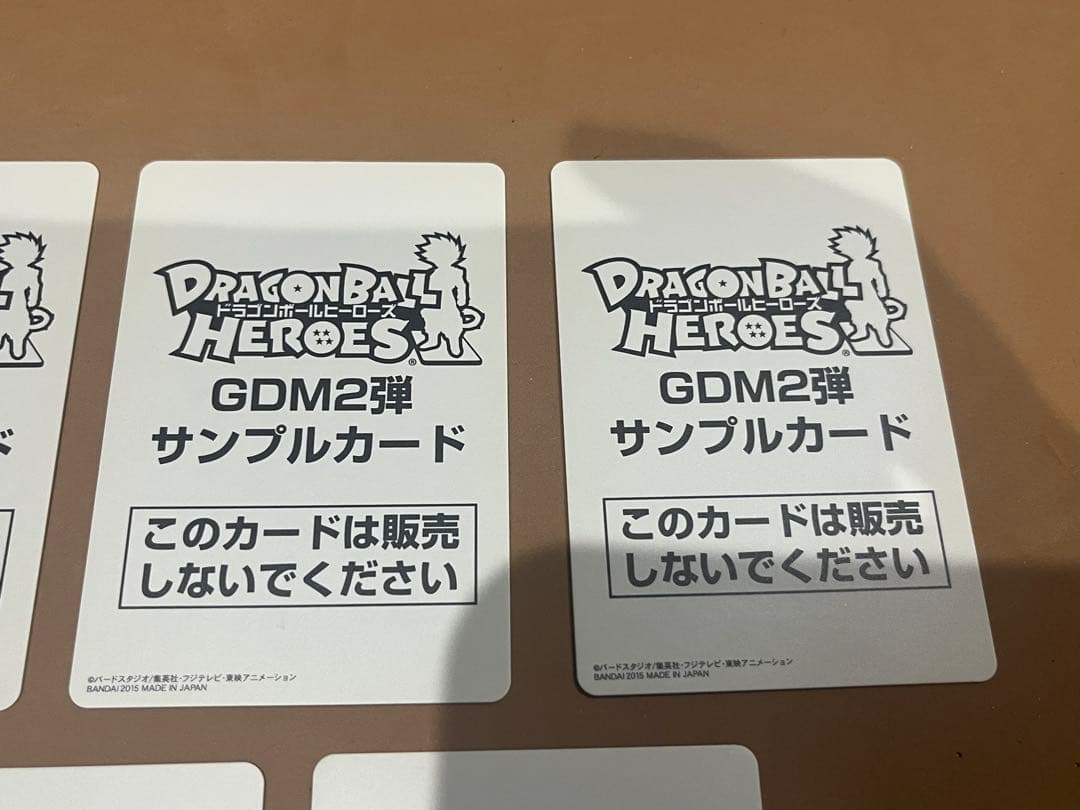 DRAGON BALL
ドラゴンボールヒーローズ
HEROES®
GDM2弾
サンプルカード
このカードは販売
しないでください
©バードスタジオ/集英社・フジテレビ・東映アニメーション
BANDAI 2015 MADE IN JAPAN
DRAGON BALL
ドラゴンボールヒーローズ
HEROES®
GDM2弾
サンプルカード
このカードは販売
しないでください
©バードスタジオ/集英社・フジテレビ・東映アニメーション
BANDAI 2015 MADE IN JAPAN
ド